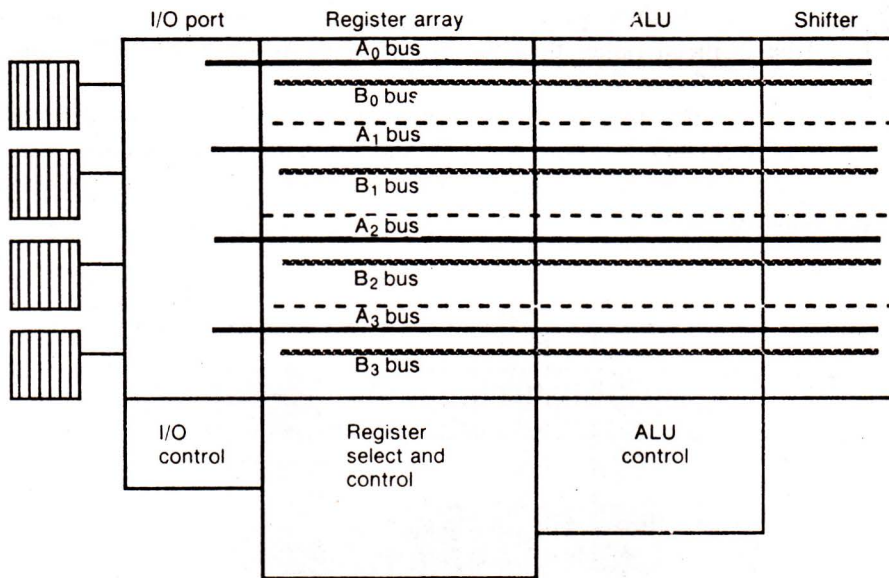 I/O port Register array ALU Shifter
A₀ bus
B₀ bus
A₁ bus
B₁ bus
A₂ bus
B₂ bus
A₃ bus
B₃ bus
I/O
control
Register
select and
control
ALU
control